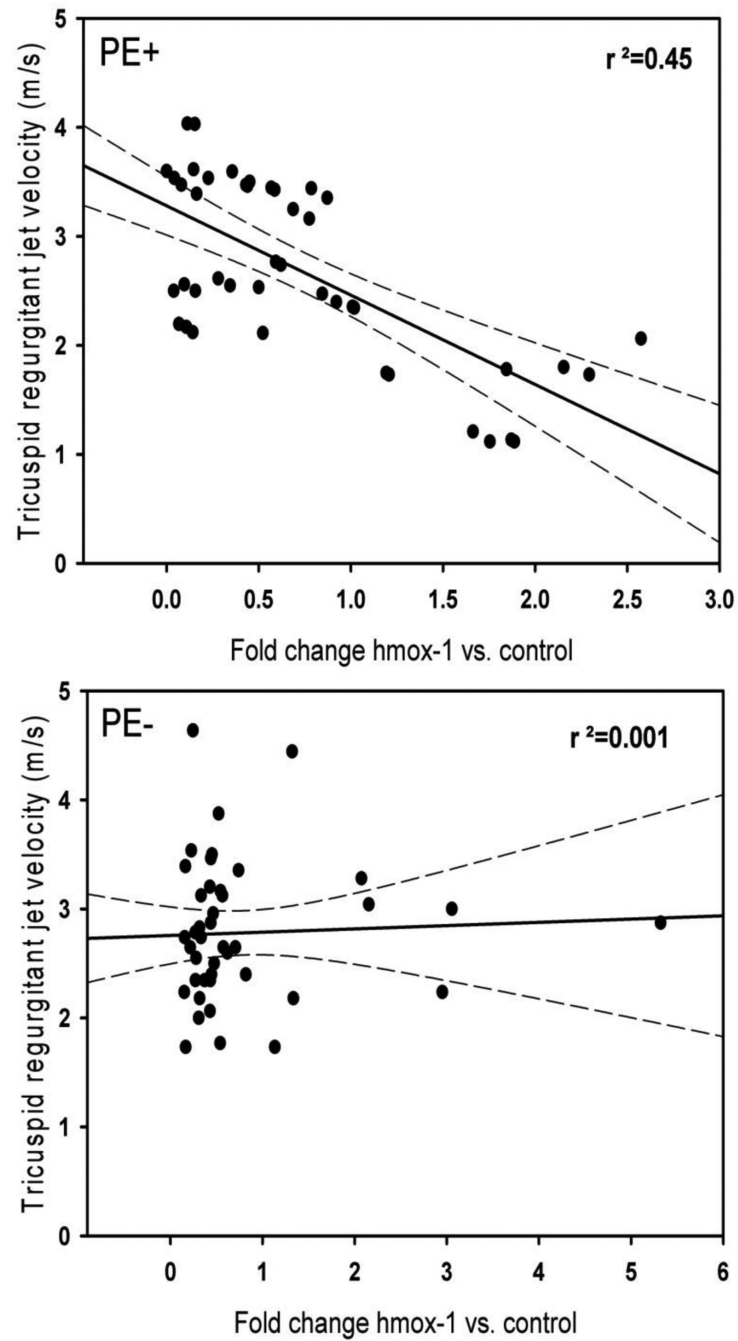 PE+
r ²=0.45
Tricuspid regurgitant jet velocity (m/s)
5
4
3
2
1
0
0.0 0.5 1.0 1.5 2.0 2.5 3.0
Fold change hmox-1 vs. control
PE-
r ²=0.001
Tricuspid regurgitant jet velocity (m/s)
5
4
3
2
1
0
0 1 2 3 4 5 6
Fold change hmox-1 vs. control